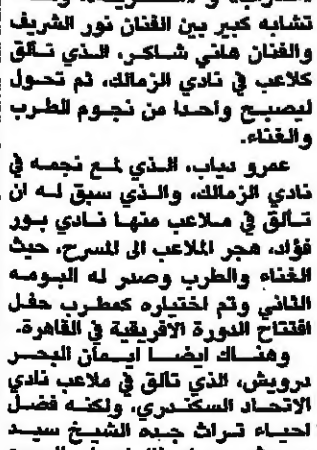 تشابه كبير بين الفنان نور الشريف
والفنان هاني شاكر، الذي تألق
كلاعب في نادي الزمالك، ثم تحول
ليصبح واحدا من نجوم الطرب
والغناء.
عمرو دياب، الذي لمع نجمه في
نادي الزمالك، والذي سبق له ان
تألق في ملاعب منها نادي بور
فؤاد، هجر الملاعب الى المسرح، حيث
الغناء والطرب وصدر له البومه
الثاني وتم اختياره كمطرب حفل
افتتاح الدورة الافريقية في القاهرة.
وهناك ايضا ايمان البحر
درويش، الذي تألق في ملاعب نادي
الاتحاد السكندري، ولكنه فضل
احياء تراث جده الشيخ سيد